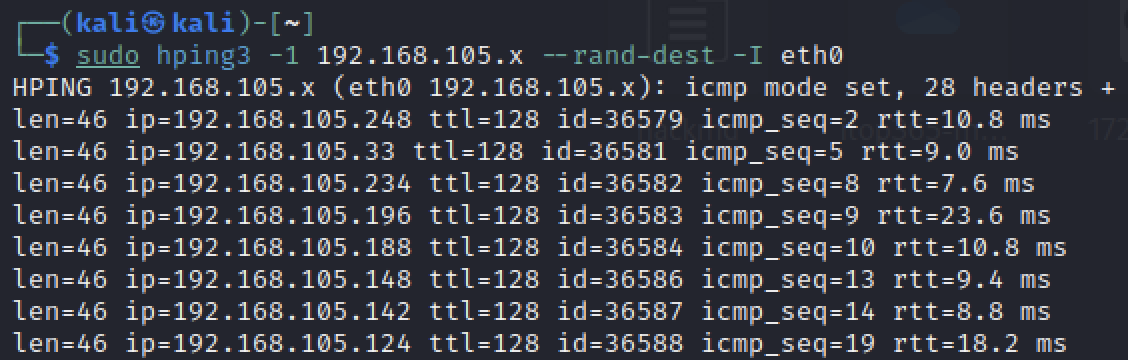 ┌──(kali㉿kali)-[~]
└─$ sudo hping3 -1 192.168.105.x --rand-dest -I eth0
HPING 192.168.105.x (eth0 192.168.105.x): icmp mode set, 28 headers +
len=46 ip=192.168.105.248 ttl=128 id=36579 icmp_seq=2 rtt=10.8 ms
len=46 ip=192.168.105.33 ttl=128 id=36581 icmp_seq=5 rtt=9.0 ms
len=46 ip=192.168.105.234 ttl=128 id=36582 icmp_seq=8 rtt=7.6 ms
len=46 ip=192.168.105.196 ttl=128 id=36583 icmp_seq=9 rtt=23.6 ms
len=46 ip=192.168.105.188 ttl=128 id=36584 icmp_seq=10 rtt=10.8 ms
len=46 ip=192.168.105.148 ttl=128 id=36586 icmp_seq=13 rtt=9.4 ms
len=46 ip=192.168.105.142 ttl=128 id=36587 icmp_seq=14 rtt=8.8 ms
len=46 ip=192.168.105.124 ttl=128 id=36588 icmp_seq=19 rtt=18.2 ms